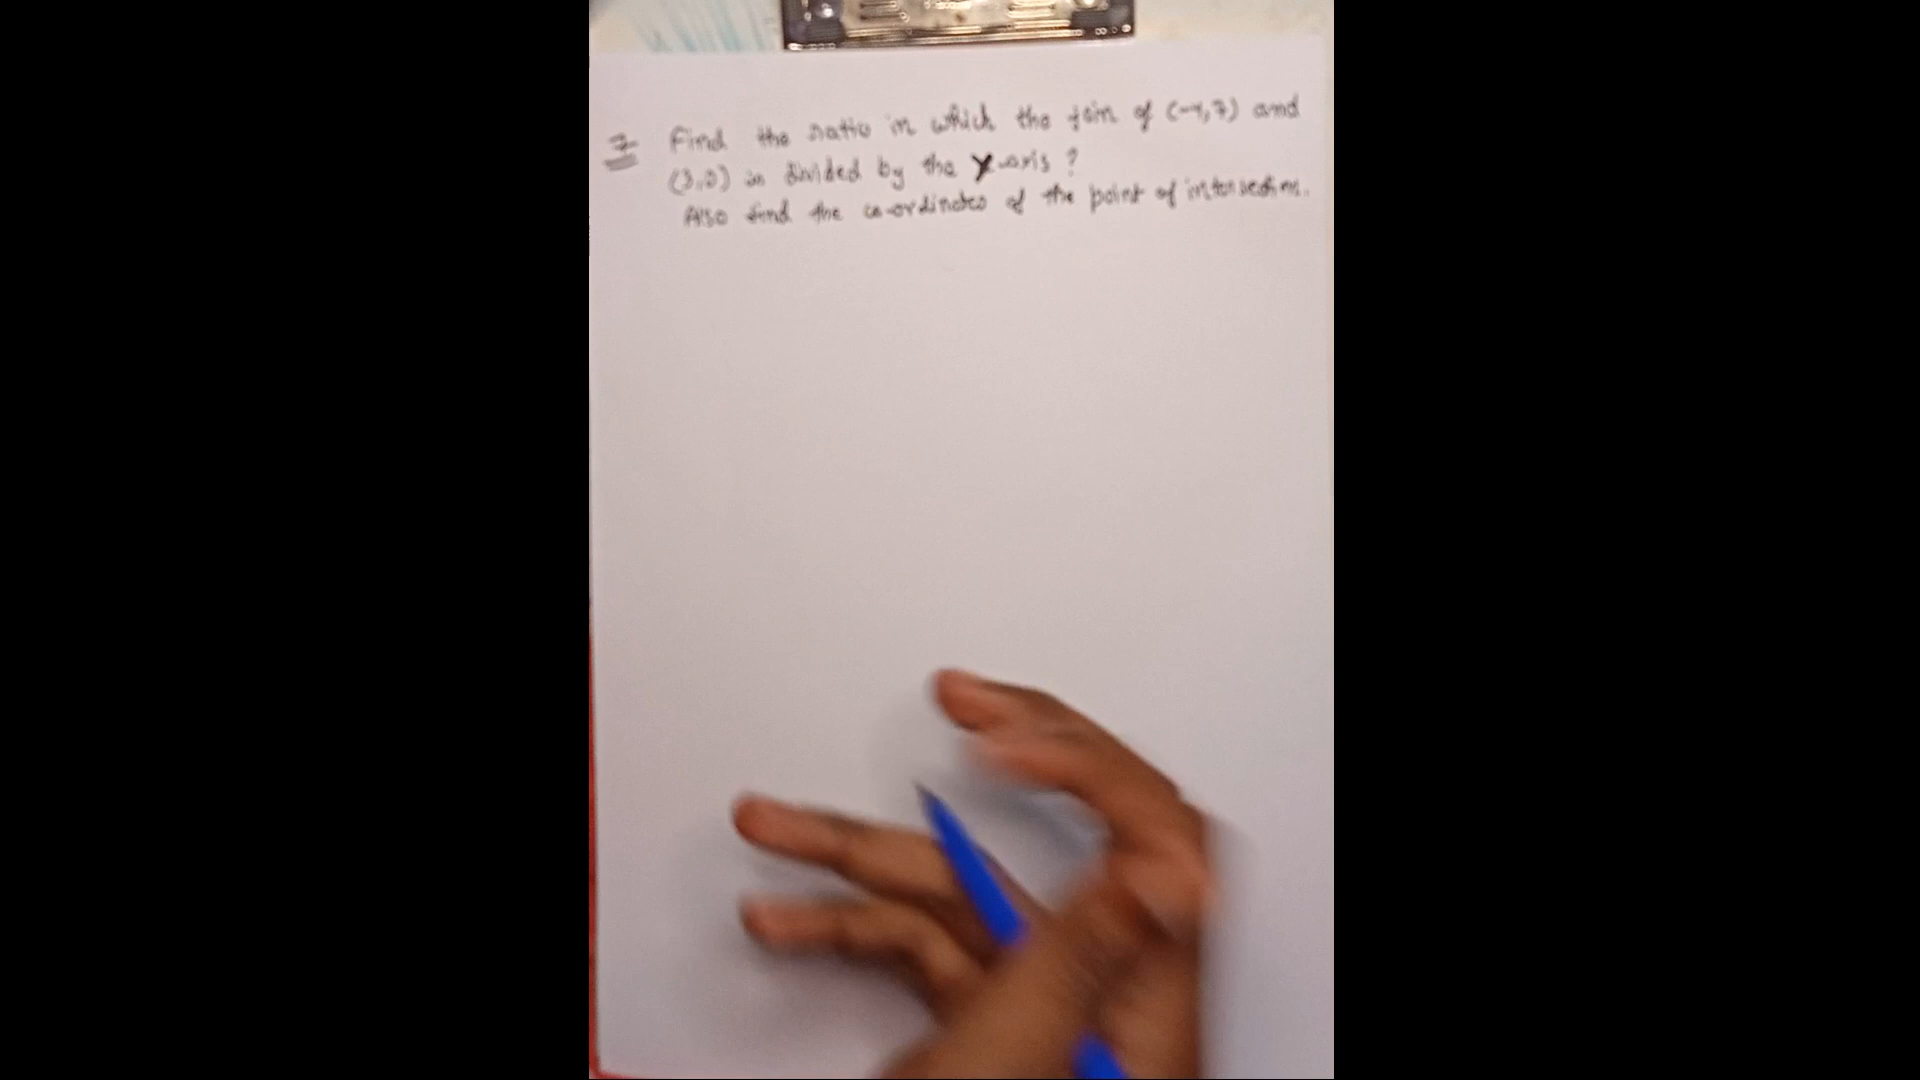 7 Find the ratio in which the join of (-4,7) and
(3,0) is divided by the Y-axis ?
Also find the co-ordinates of the point of intersection.